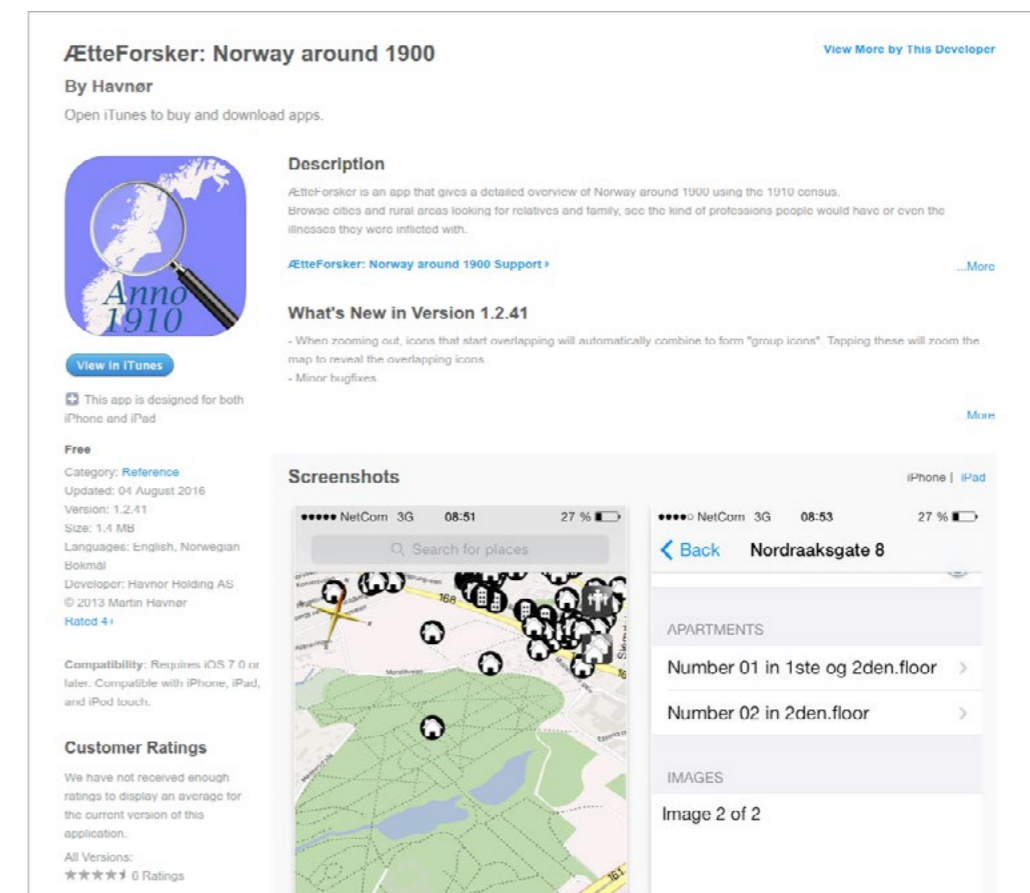 ÆtteForsker: Norway around 1900
View More by This Developer
By Havnør
Open iTunes to buy and download apps.
Anno
1910
View in iTunes
This app is designed for both
iPhone and iPad
Free
Category: Reference
Updated: 04 August 2016
Version: 1.2.41
Size: 1.4 MB
Languages: English, Norwegian
Bokmål
Developer: Havnor Holding AS
© 2013 Martin Havnør
Rated 4+
Compatibility: Requires iOS 7.0 or
later. Compatible with iPhone, iPad,
and iPod touch.
Customer Ratings
We have not received enough
ratings to display an average for
the current version of this
application.
All Versions:
6 Ratings
Description
ÆtteForsker is an app that gives a detailed overview of Norway around 1900 using the 1910 census.
Browse cities and rural areas looking for relatives and family, see the kind of professions people would have or even the
illnesses they were inflicted with.
ÆtteForsker: Norway around 1900 Support
...More
What's New in Version 1.2.41
- When zooming out, icons that start overlapping will automatically combine to form "group icons". Tapping these will zoom the
map to reveal the overlapping icons.
- Minor bugfixes.
...More
Screenshots
iPhone | iPad
NetCom 3G 08:51 27 %
Search for places
168
161
NetCom 3G 08:53 27 %
Back Nordraaksgate 8
APARTMENTS
Number 01 in 1ste og 2den.floor
Number 02 in 2den.floor
IMAGES
Image 2 of 2